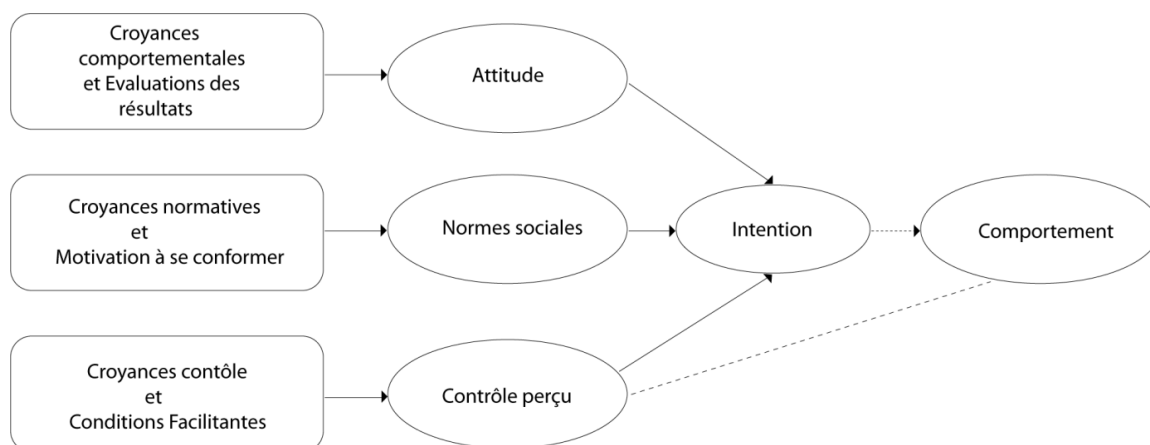 Croyances
comportementales
et Evaluations des
résultats
Attitude
Croyances normatives
et
Motivation à se conformer
Normes sociales
Intention
Comportement
Croyances contôle
et
Conditions Facilitantes
Contrôle perçu